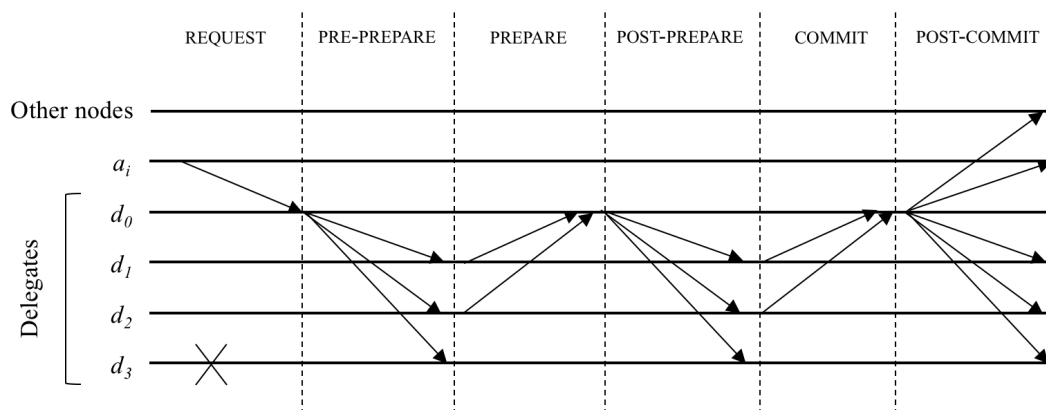 REQUEST PRE-PREPARE PREPARE POST-PREPARE COMMIT POST-COMMIT
Other nodes
a_i
d_0
d_1
d_2
d_3
Delegates